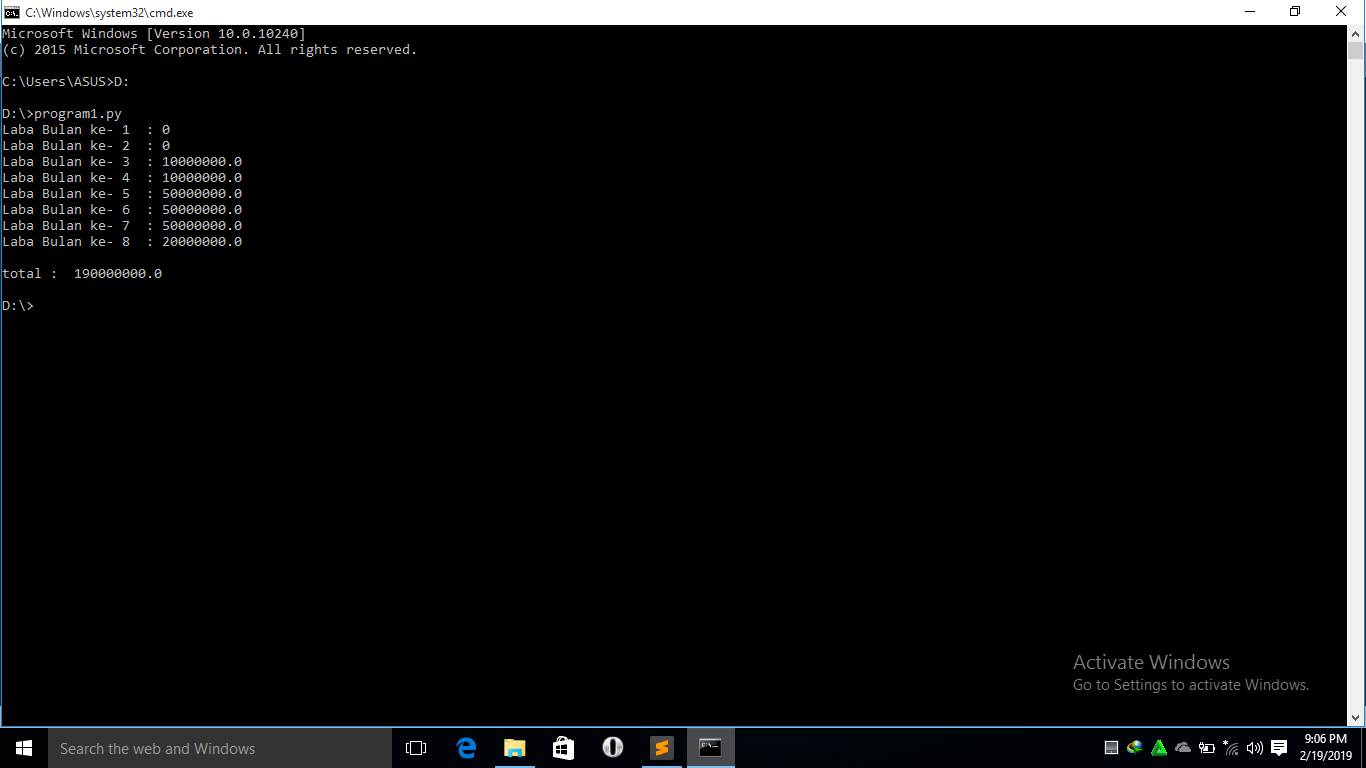 C:\Windows\system32\cmd.exe
Microsoft Windows [Version 10.0.10240]
(c) 2015 Microsoft Corporation. All rights reserved.
C:\Users\ASUS>D:
D:\>program1.py
Laba Bulan ke- 1  : 0
Laba Bulan ke- 2  : 0
Laba Bulan ke- 3  : 10000000.0
Laba Bulan ke- 4  : 10000000.0
Laba Bulan ke- 5  : 50000000.0
Laba Bulan ke- 6  : 50000000.0
Laba Bulan ke- 7  : 50000000.0
Laba Bulan ke- 8  : 20000000.0
total :  190000000.0
D:\>
Activate Windows
Go to Settings to activate Windows.
Search the web and Windows
9:06 PM
2/19/2019